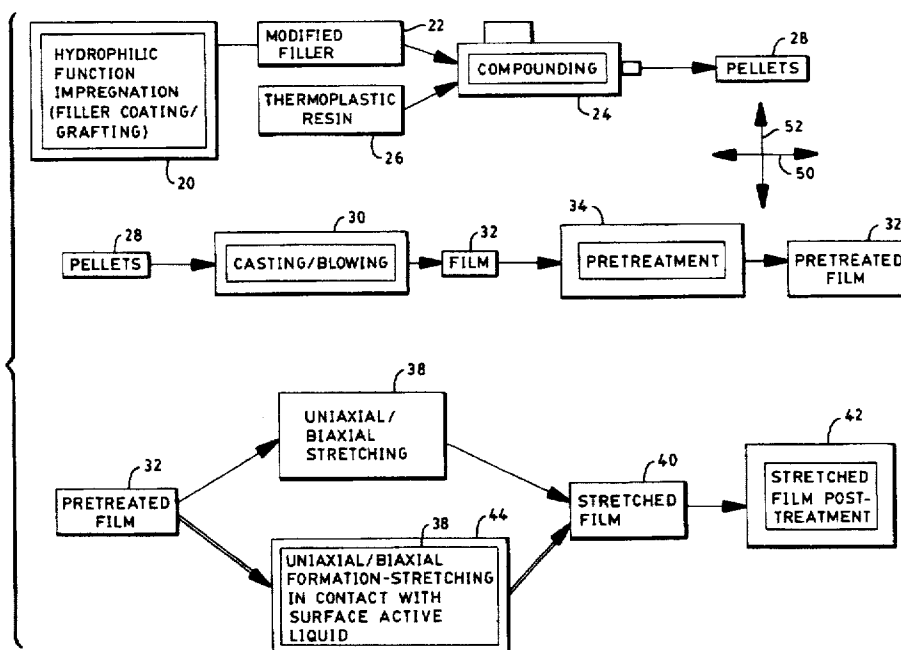 HYDROPHILIC
FUNCTION
IMPREGNATION
(FILLER COATING/
GRAFTING)
20
MODIFIED
FILLER
22
THERMOPLASTIC
RESIN
26
COMPOUNDING
24
28
PELLETS
52
50
28
PELLETS
30
CASTING/BLOWING
32
FILM
34
PRETREATMENT
32
PRETREATED
FILM
32
PRETREATED
FILM
38
UNIAXIAL/
BIAXIAL
STRETCHING
38
44
UNIAXIAL/BIAXIAL
FORMATION-STRETCHING
IN CONTACT WITH
SURFACE ACTIVE
LIQUID
40
STRETCHED
FILM
42
STRETCHED
FILM POST-
TREATMENT